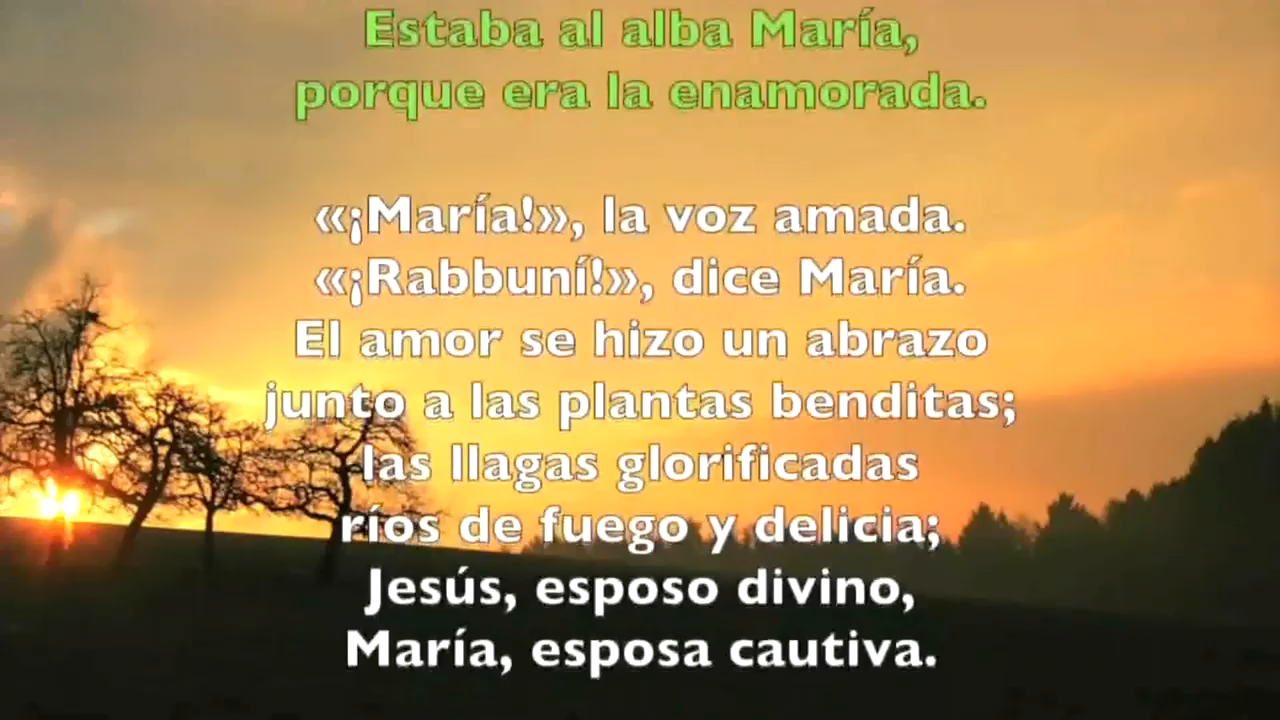 Estaba al alba María,
porque era la enamorada.
«¡María!», la voz amada.
«¡Rabbuní!», dice María.
El amor se hizo un abrazo
junto a las plantas benditas;
las llagas glorificadas
ríos de fuego y delicia;
Jesús, esposo divino,
María, esposa cautiva.